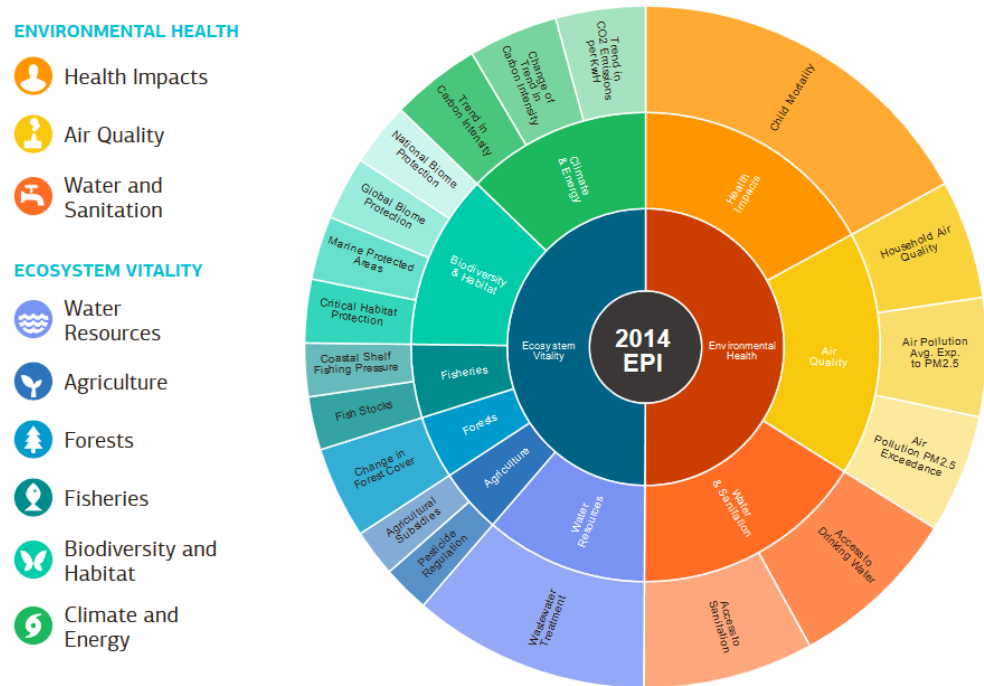 ENVIRONMENTAL HEALTH
Health Impacts
Air Quality
Water and
Sanitation
ECOSYSTEM VITALITY
Water
Resources
Agriculture
Forests
Fisheries
Biodiversity and
Habitat
Climate and
Energy
2014
EPI
Environmental
Health
Ecosystem
Vitality
Health
Impacts
Air
Quality
Water
& Sanitation
Water
Resources
Agriculture
Forests
Fisheries
Biodiversity
& Habitat
Climate
& Energy
Child Mortality
Household Air
Quality
Air Pollution
Avg. Exp.
to PM2.5
Air
Pollution PM2.5
Exceedance
Access to
Drinking Water
Access to
Sanitation
Wastewater
Treatment
Pesticide
Regulation
Agricultural
Subsidies
Change in
Forest Cover
Fish Stocks
Coastal Shelf
Fishing Pressure
Critical Habitat
Protection
Marine Protected
Areas
Global Biome
Protection
National Biome
Protection
Trend in
Carbon Intensity
Change of
Trend in
Carbon Intensity
Trend in
CO2 Emissions
per KwH